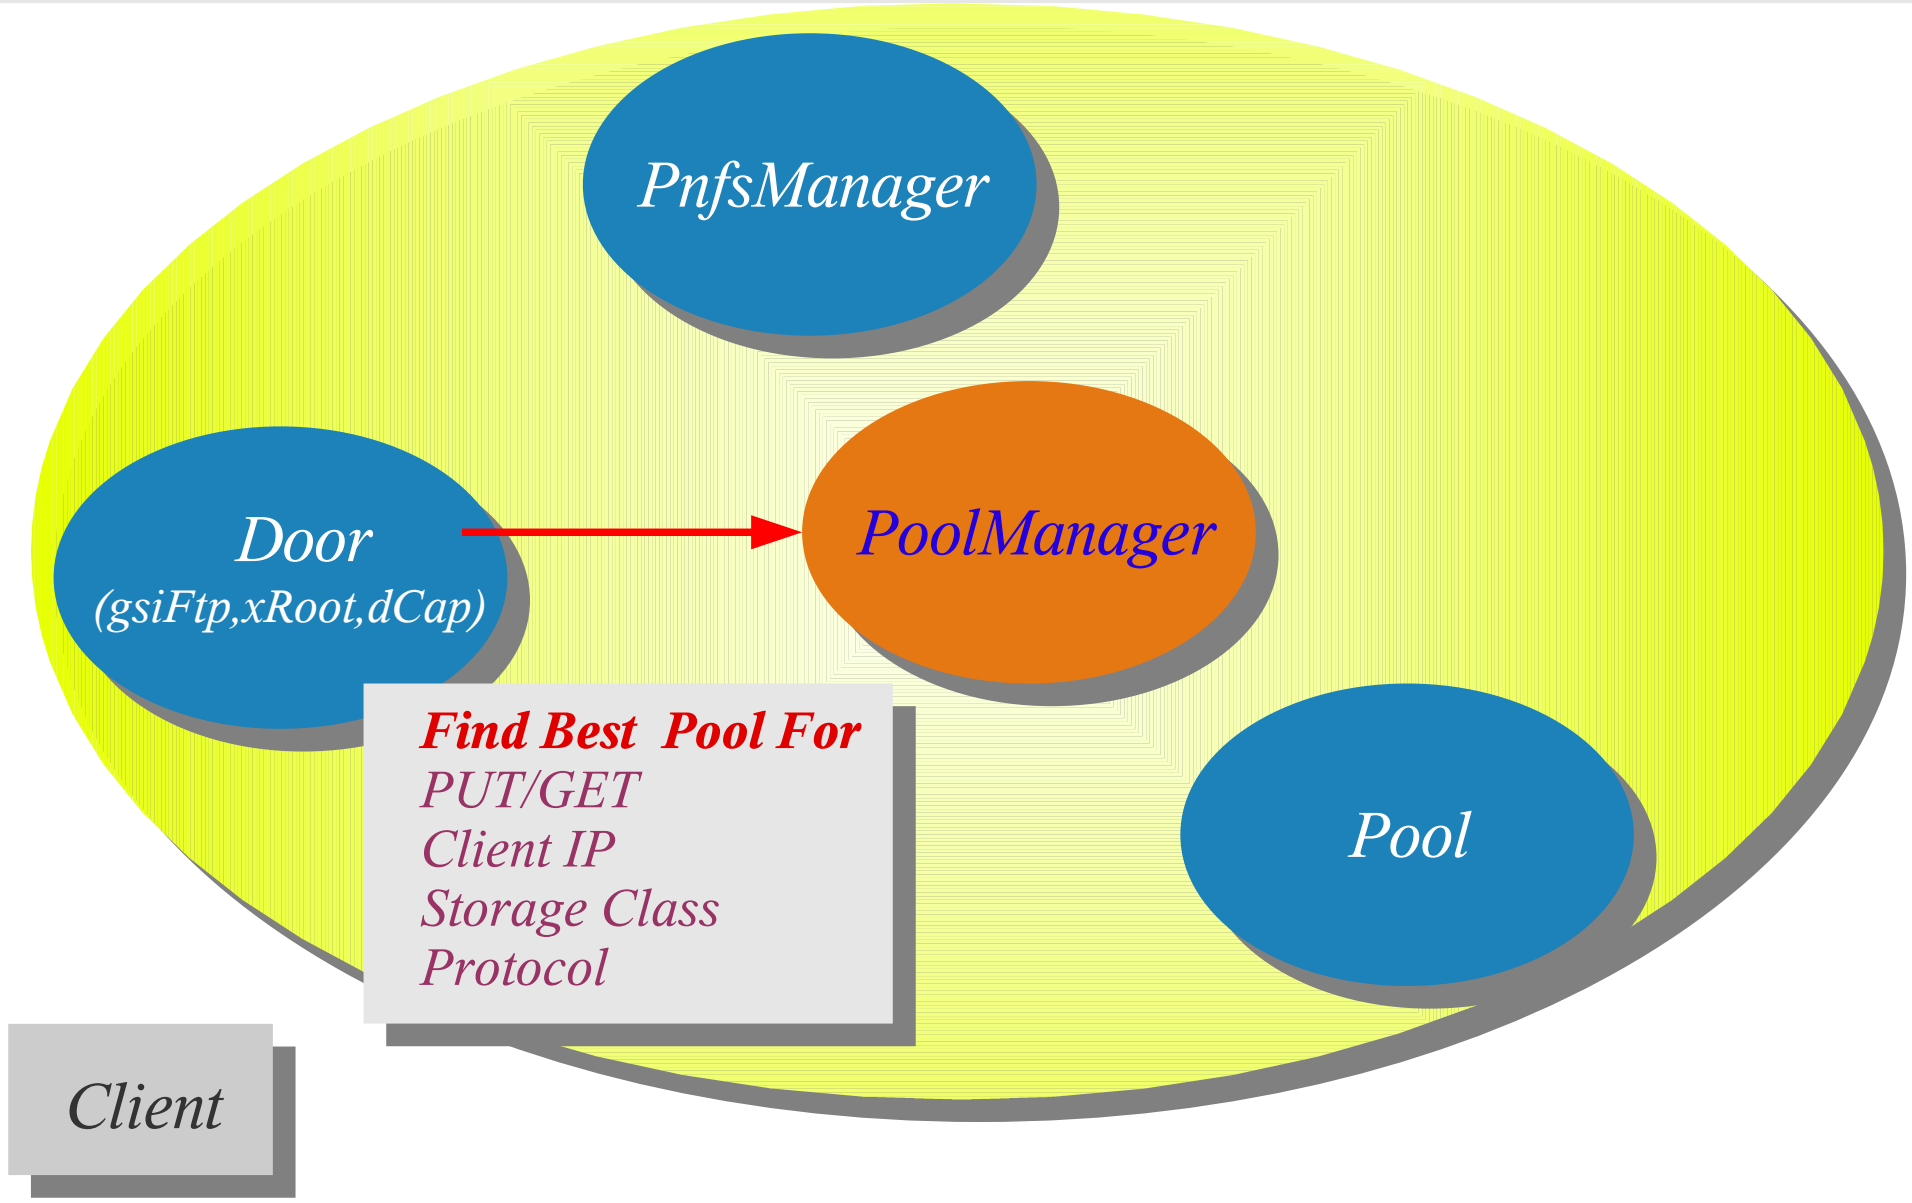 PnfsManager
PoolManager
Door
(gsiFtp,xRoot,dCap)
Find Best  Pool For
PUT/GET
Client IP
Storage Class
Protocol
Pool
Client